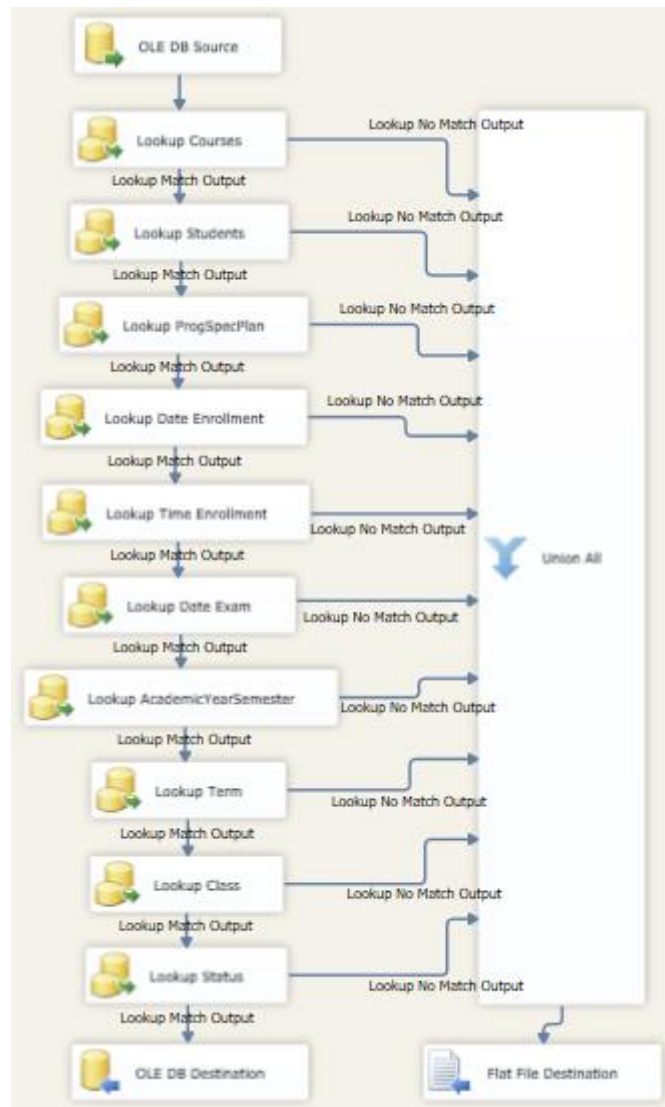 OLE DB Source
Lookup No Match Output
Lookup Courses
Lookup Match Output
Lookup No Match Output
Lookup Students
Lookup Match Output
Lookup No Match Output
Lookup ProgSpecPlan
Lookup Match Output
Lookup No Match Output
Lookup Date Enrollment
Lookup Match Output
Lookup Time Enrollment
Lookup No Match Output
Lookup Match Output
Union All
Lookup Date Exam
Lookup No Match Output
Lookup Match Output
Lookup AcademicYearSemester
Lookup No Match Output
Lookup Match Output
Lookup Term
Lookup No Match Output
Lookup Match Output
Lookup Class
Lookup No Match Output
Lookup Match Output
Lookup Status
Lookup No Match Output
Lookup Match Output
OLE DB Destination
Flat File Destination